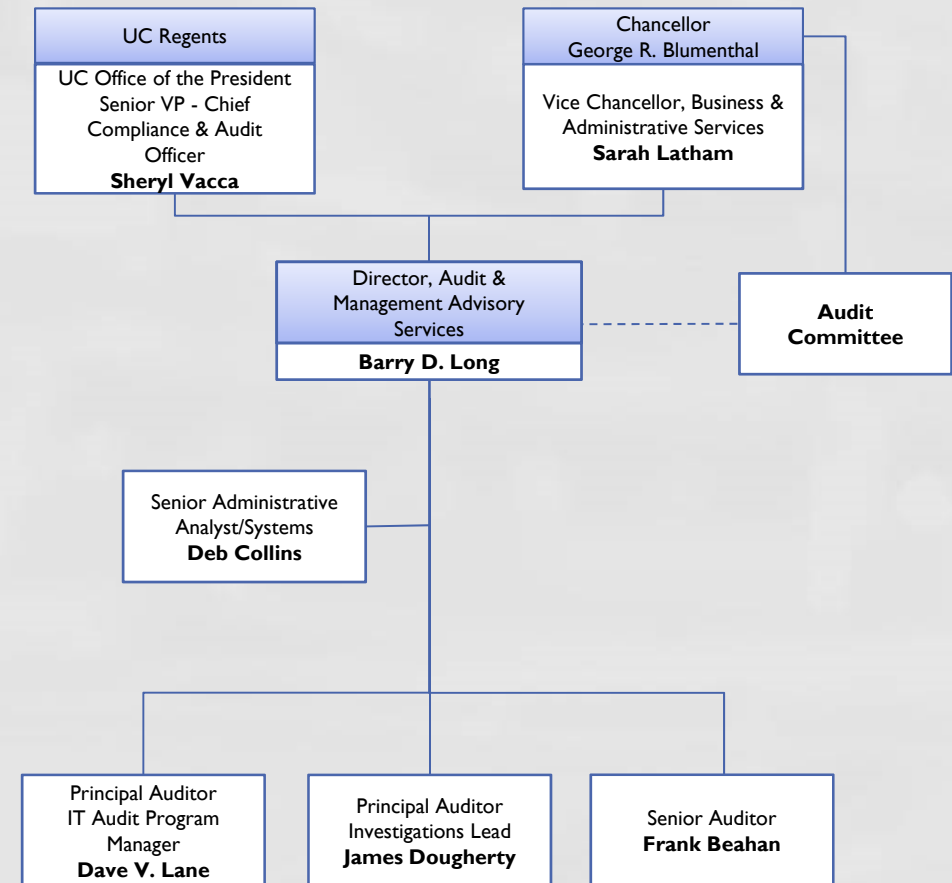 UC Regents
UC Office of the President
Senior VP - Chief
Compliance & Audit
Officer
Sheryl Vacca
Chancellor
George R. Blumenthal
Vice Chancellor, Business &
Administrative Services
Sarah Latham
Director, Audit &
Management Advisory
Services
Barry D. Long
Audit
Committee
Senior Administrative
Analyst/Systems
Deb Collins
Principal Auditor
IT Audit Program
Manager
Dave V. Lane
Principal Auditor
Investigations Lead
James Dougherty
Senior Auditor
Frank Beahan